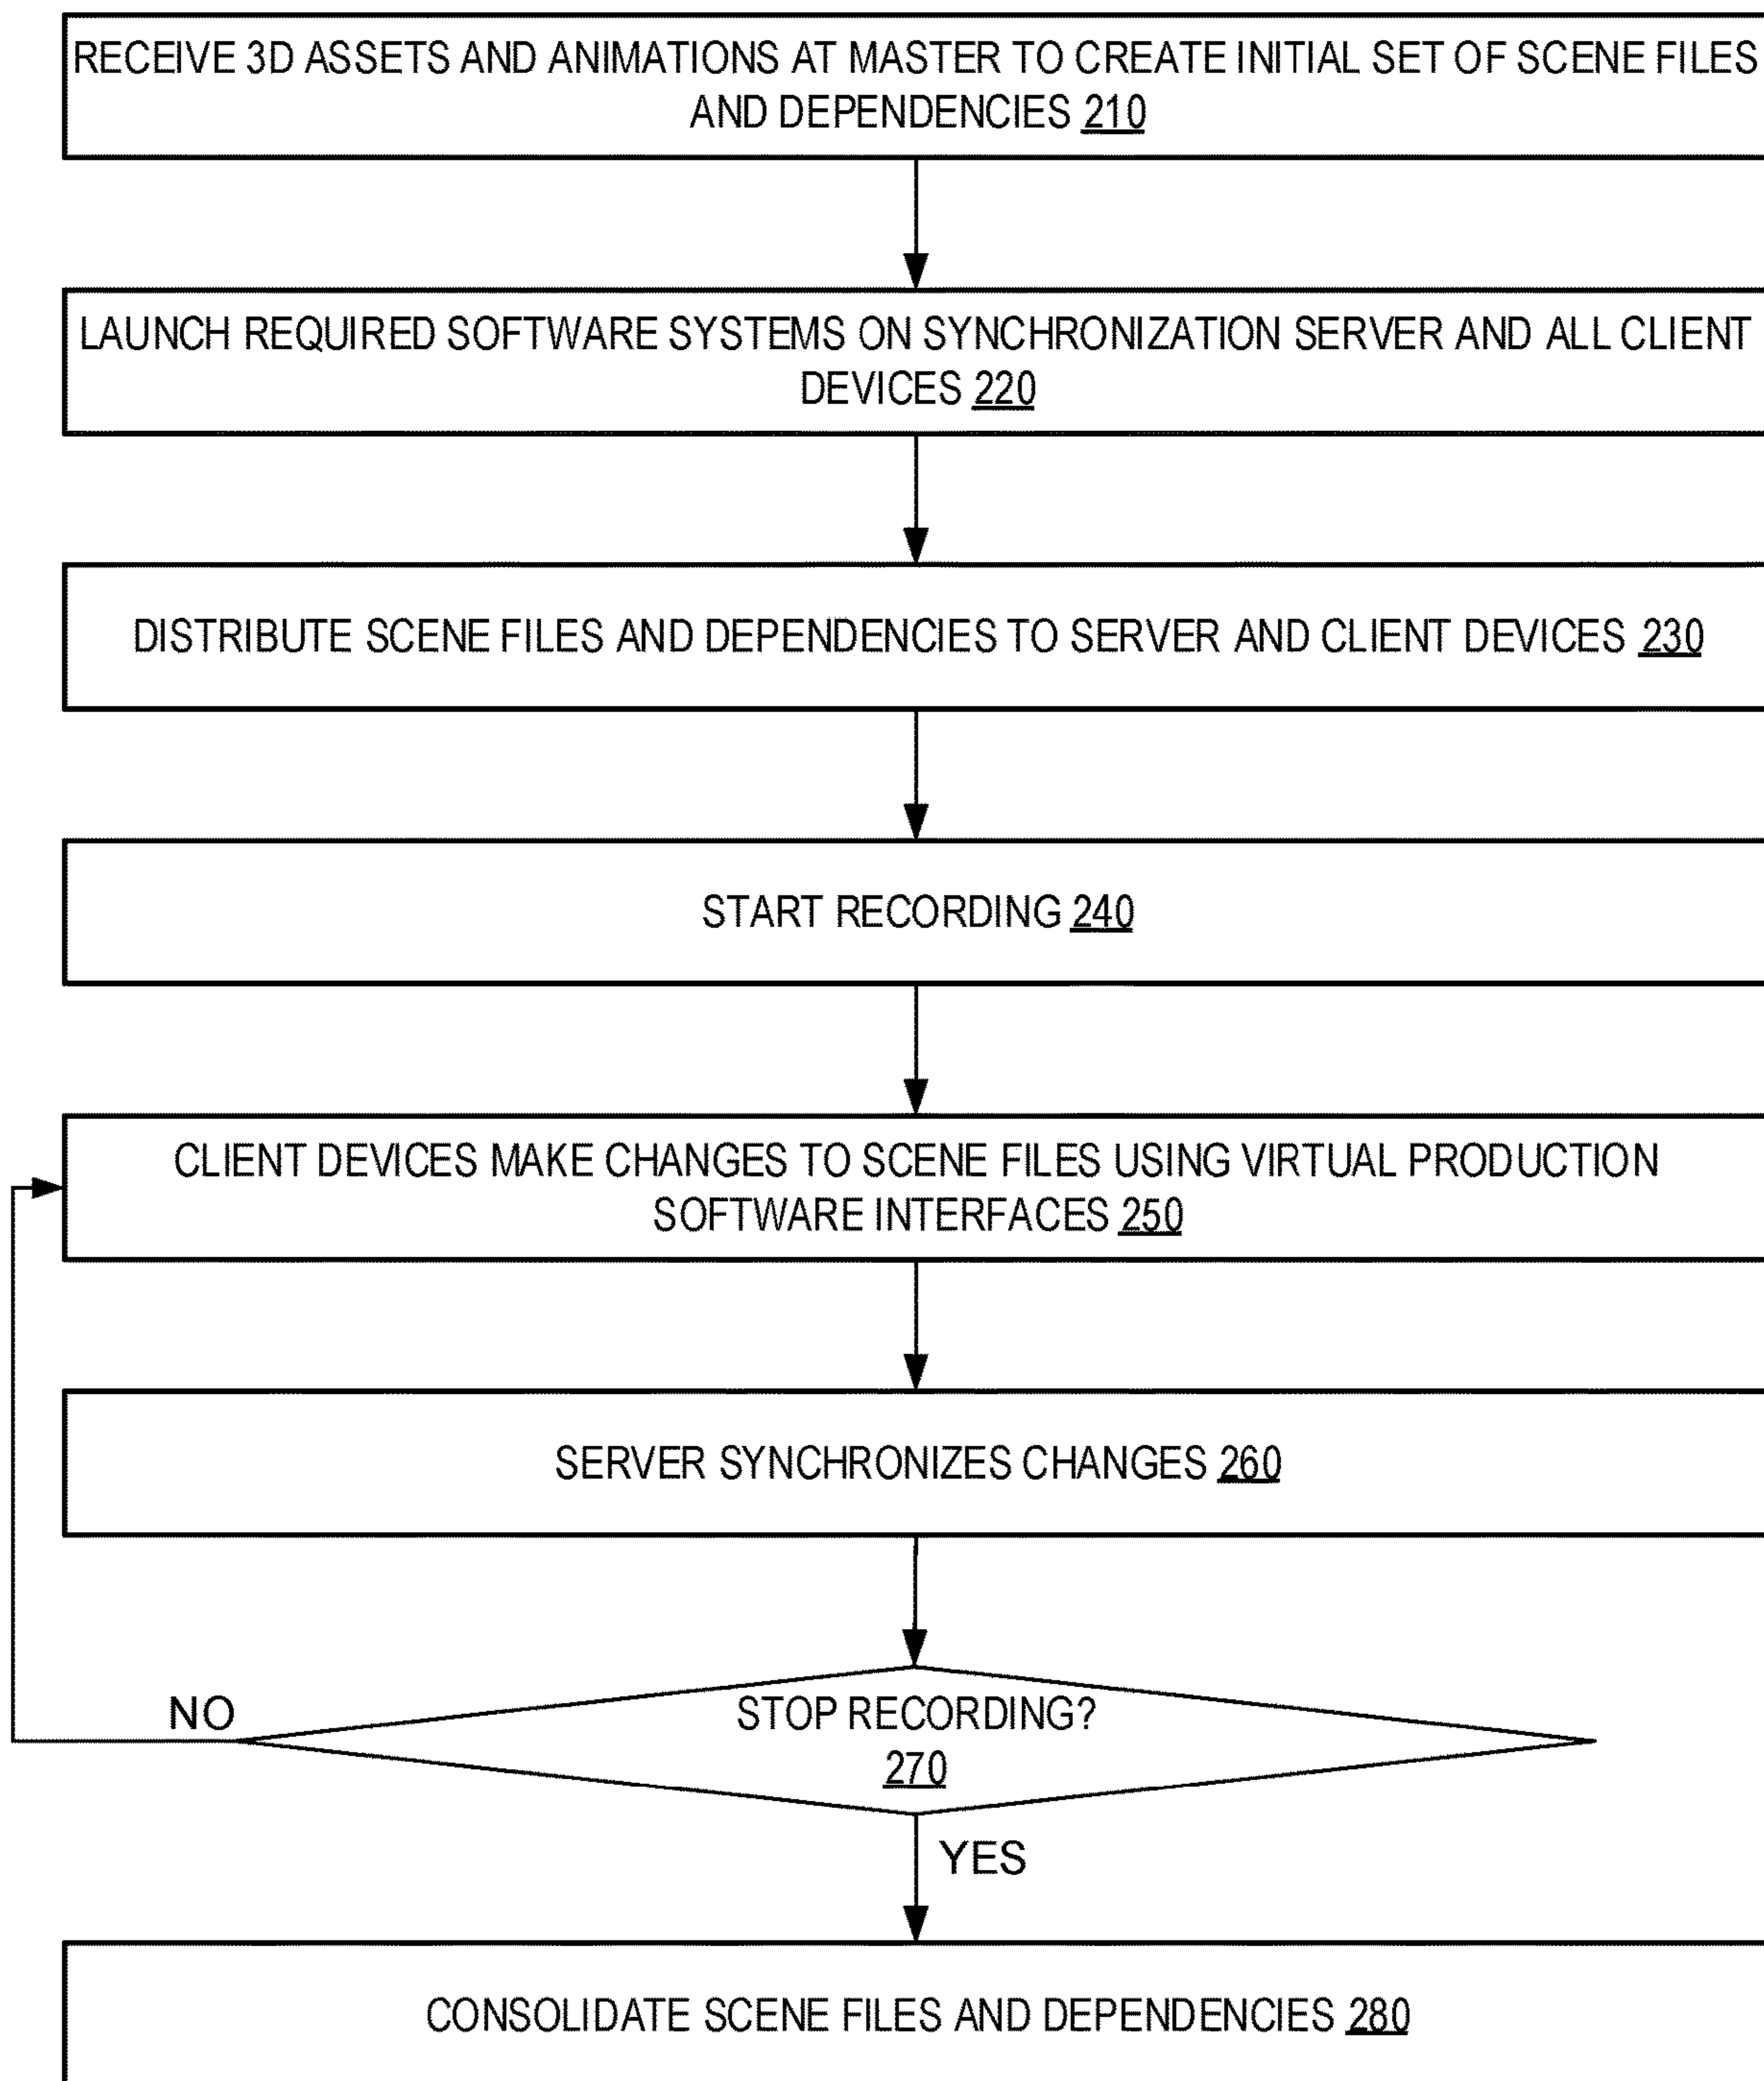 RECEIVE 3D ASSETS AND ANIMATIONS AT MASTER TO CREATE INITIAL SET OF SCENE FILES
AND DEPENDENCIES 210
LAUNCH REQUIRED SOFTWARE SYSTEMS ON SYNCHRONIZATION SERVER AND ALL CLIENT
DEVICES 220
DISTRIBUTE SCENE FILES AND DEPENDENCIES TO SERVER AND CLIENT DEVICES 230
START RECORDING 240
CLIENT DEVICES MAKE CHANGES TO SCENE FILES USING VIRTUAL PRODUCTION
SOFTWARE INTERFACES 250
SERVER SYNCHRONIZES CHANGES 260
NO
STOP RECORDING?
270
YES
CONSOLIDATE SCENE FILES AND DEPENDENCIES 280